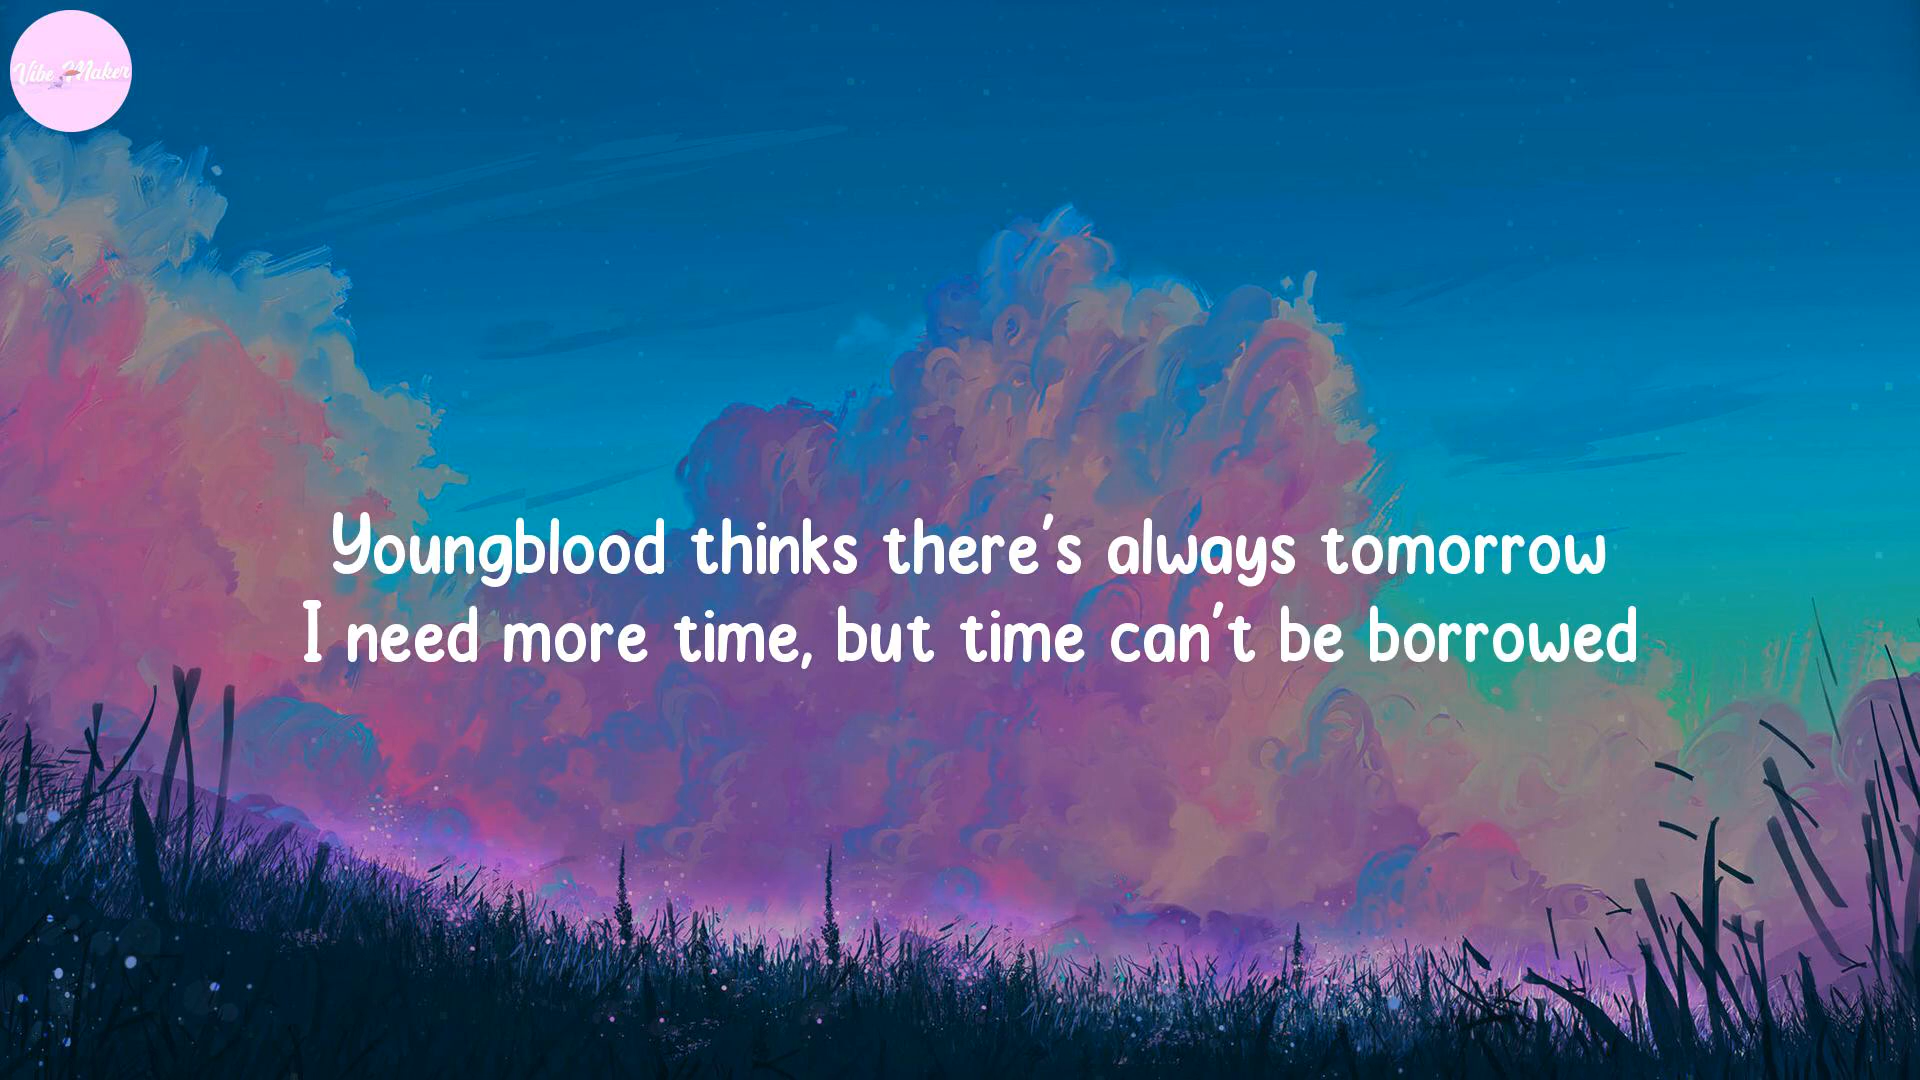 Vibe Maker
Youngblood thinks there's always tomorrow
I need more time, but time can't be borrowed